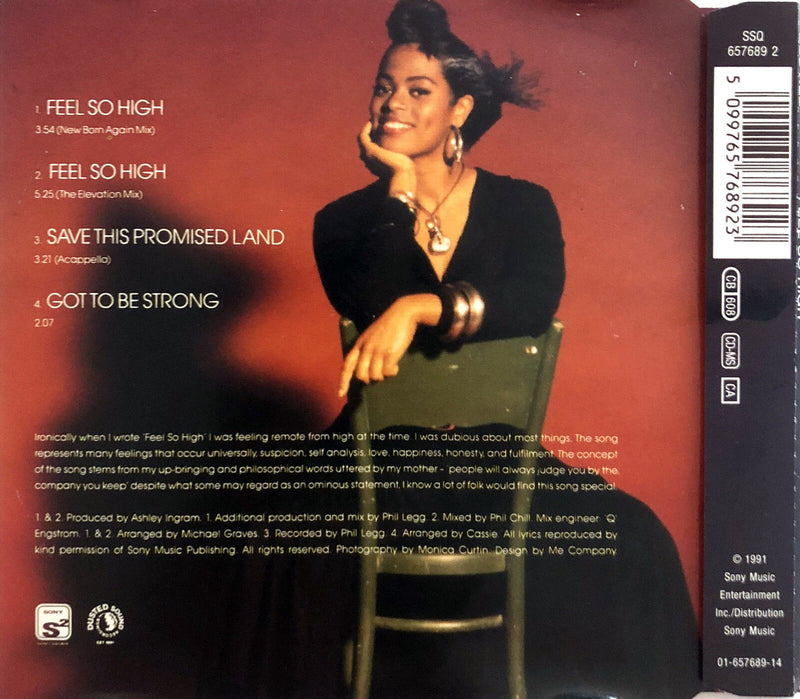 1. FEEL SO HIGH
3.54 (New Born Again Mix)
2. FEEL SO HIGH
5.25 (The Elevation Mix)
3. SAVE THIS PROMISED LAND
3.21 (Acappella)
4. GOT TO BE STRONG
2.07
Ironically when I wrote 'Feel So High' I was feeling remote from high at the time. I was dubious about most things. The song
represents many feelings that occur universally, suspicion, self analysis, love, happiness, honesty, and fulfilment. The concept
of the song stems from my up-bringing and philosophical words uttered by my mother - 'people will always judge you by the
company you keep' despite what some may regard as an ominous statement, I know a lot of folk would find this song special.
1. & 2. Produced by Ashley Ingram. 1. Additional production and mix by Phil Legg. 2. Mixed by Phil Chill. Mix engineer: 'Q'
Engstrom. 1. & 2. Arranged by Michael Graves. 3. Recorded by Phil Legg. 4. Arranged by Cassie. All lyrics reproduced by
kind permission of Sony Music Publishing. All rights reserved. Photography by Monica Curtin. Design by Me Company.
SONY
S2
DUSTED SOUND
RECORDS
SSQ
657689 2
5 099765 768923
CB 608
CD-MS
CA
© 1991
Sony Music
Entertainment
Inc./Distribution
Sony Music
01-657689-14